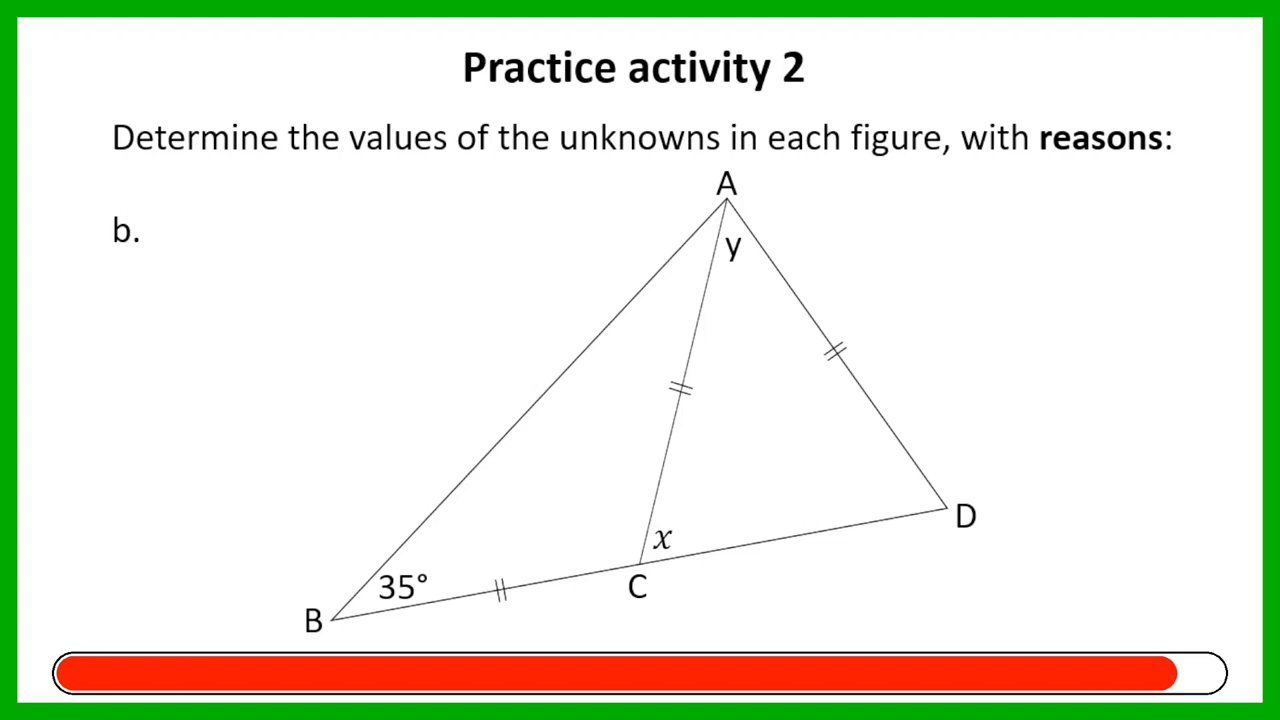 Practice activity 2
Determine the values of the unknowns in each figure, with reasons:
A
b.
y
x
D
35°
C
B